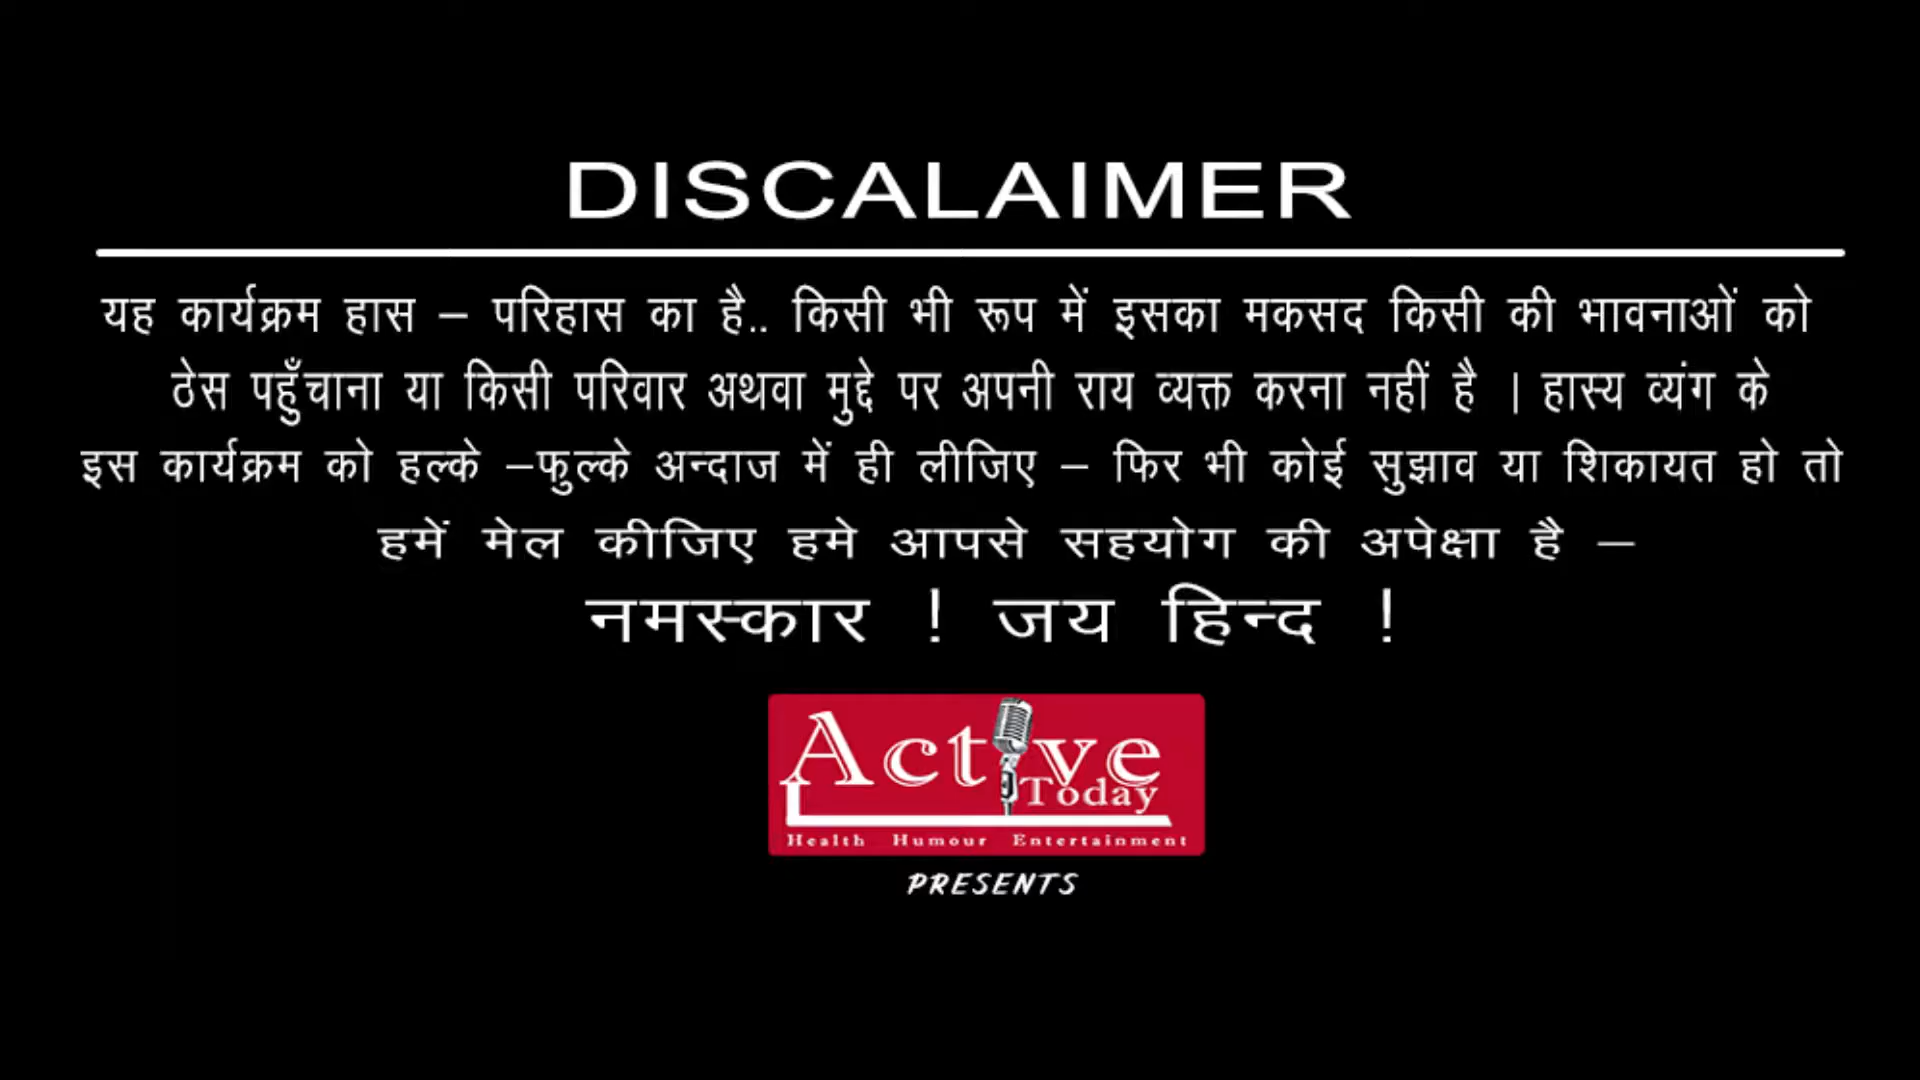 DISCALAIMER
यह कार्यक्रम हास – परिहास का है.. किसी भी रूप में इसका मकसद किसी की भावनाओं को
ठेस पहुँचाना या किसी परिवार अथवा मुद्दे पर अपनी राय व्यक्त करना नहीं है | हास्य व्यंग के
इस कार्यक्रम को हल्के –फुल्के अन्दाज में ही लीजिए – फिर भी कोई सुझाव या शिकायत हो तो
हमें मेल कीजिए हमे आपसे सहयोग की अपेक्षा है –
नमस्कार ! जय हिन्द !
Active
Today
Health Humour Entertainment
PRESENTS